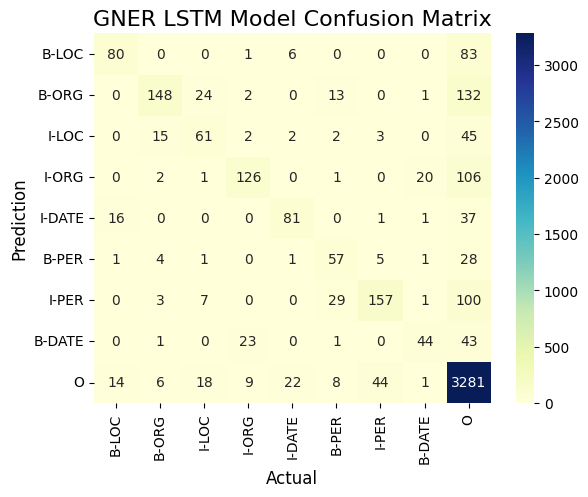 GNER LSTM Model Confusion Matrix
B-LOC 80 0 0 1 6 0 0 0 83
B-ORG 0 148 24 2 0 13 0 1 132
I-LOC 0 15 61 2 2 2 3 0 45
I-ORG 0 2 1 126 0 1 0 20 106
I-DATE 16 0 0 0 81 0 1 1 37
B-PER 1 4 1 0 1 57 5 1 28
I-PER 0 3 7 0 0 29 157 1 100
B-DATE 0 1 0 23 0 1 0 44 43
O 14 6 18 9 22 8 44 1 3281
B-LOC B-ORG I-LOC I-ORG I-DATE B-PER I-PER B-DATE O
Actual
Prediction
3000
2500
2000
1500
1000
500
0